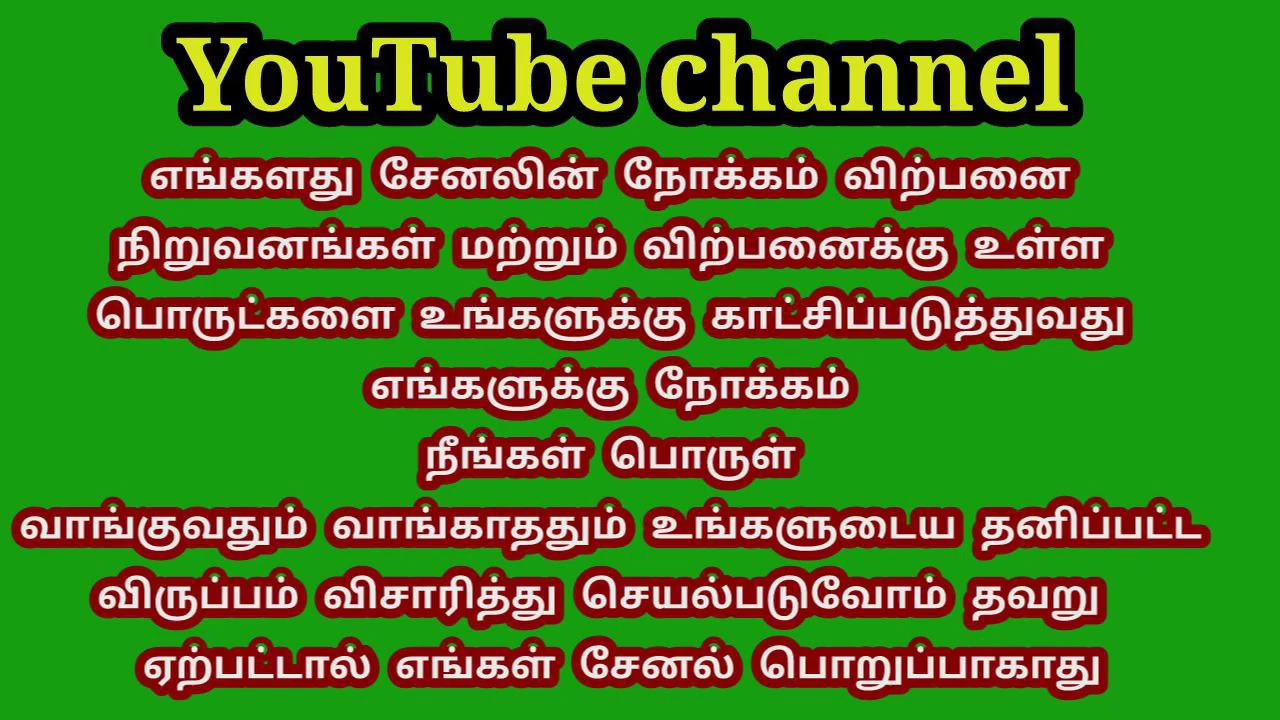 YouTube channel
எங்களது சேனலின் நோக்கம் விற்பனை
நிறுவனங்கள் மற்றும் விற்பனைக்கு உள்ள
பொருட்களை உங்களுக்கு காட்சிப்படுத்துவது
எங்களுக்கு நோக்கம்
நீங்கள் பொருள்
வாங்குவதும் வாங்காததும் உங்களுடைய தனிப்பட்ட
விருப்பம் விசாரித்து செயல்படுவோம் தவறு
ஏற்பட்டால் எங்கள் சேனல் பொறுப்பாகாது